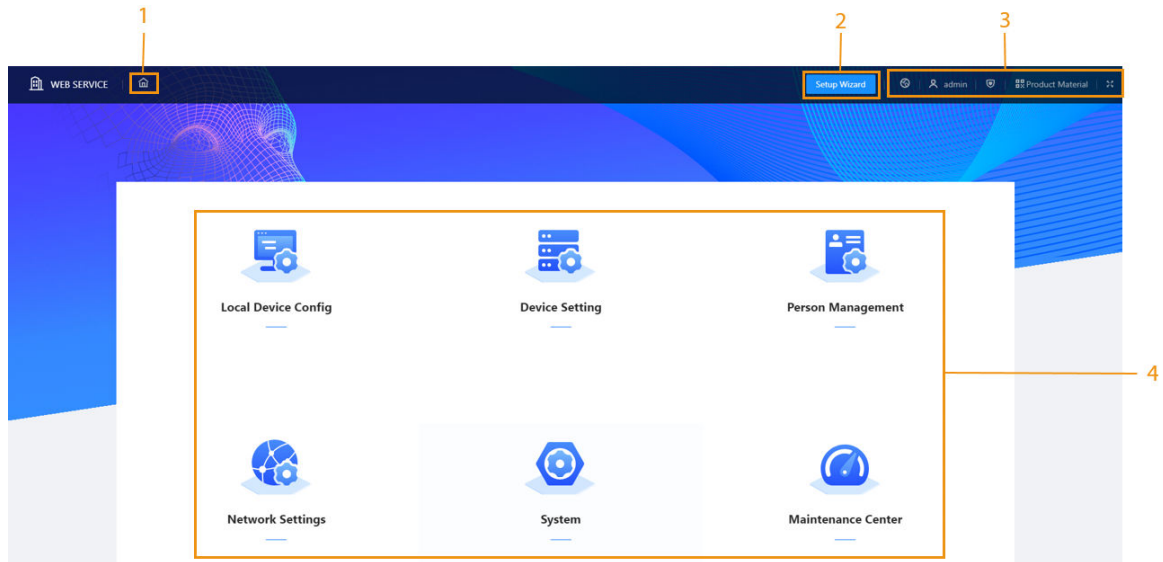 1
2
3
WEB SERVICE
Setup Wizard
admin
Product Material
Local Device Config
Device Setting
Person Management
4
Network Settings
System
Maintenance Center